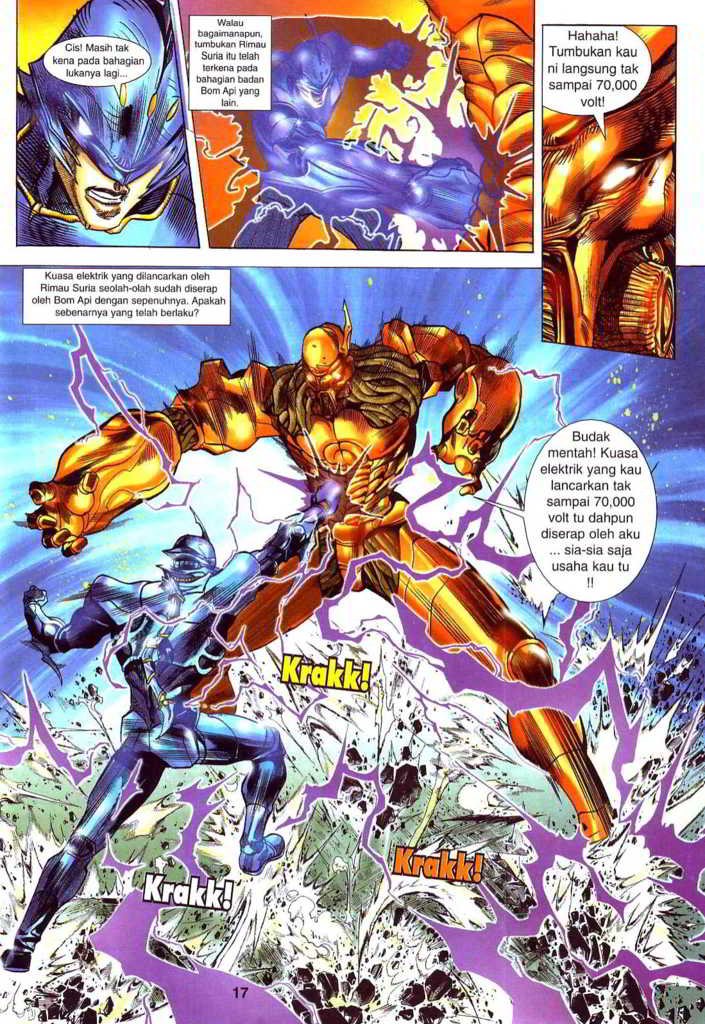 Cis! Masih tak
kena pada bahagian
lukanya lagi...
Walau
bagaimanapun,
tumbukan Rimau
Suria itu telah
terkena pada
bahagian badan
Bom Api yang
lain.
Hahaha!
Tumbukan kau
ni langsung tak
sampai 70,000
volt!
Kuasa elektrik yang dilancarkan oleh
Rimau Suria seolah-olah sudah diserap
oleh Bom Api dengan sepenuhnya. Apakah
sebenarnya yang telah berlaku?
Budak
mentah! Kuasa
elektrik yang kau
lancarkan tak
sampai 70,000
volt tu dahpun
diserap oleh aku
... sia-sia saja
usaha kau tu
!!
Krakk!
Krakk!
Krakk!
17